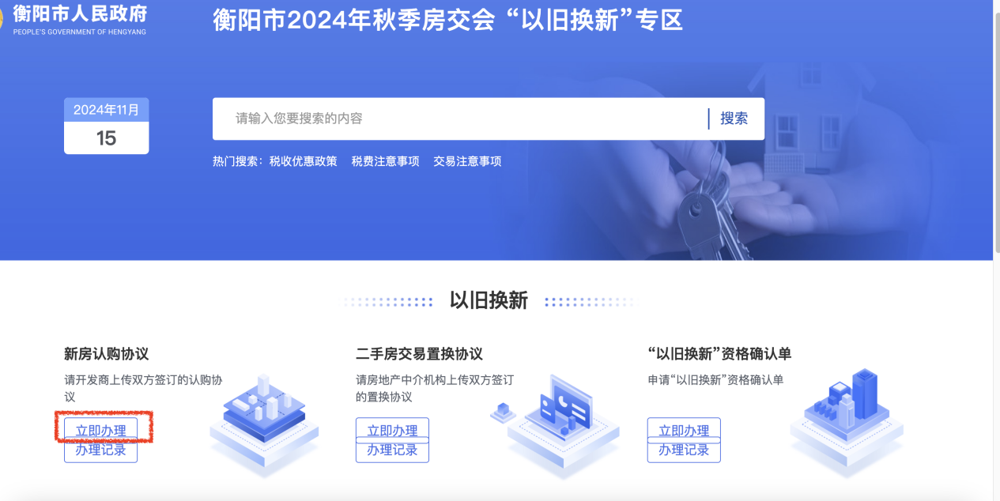 衡阳市人民政府
PEOPLE'S GOVERNMENT OF HENGYANG
衡阳市2024年秋季房交会“以旧换新”专区
2024年11月
15
请输入您要搜索的内容
搜索
热门搜索：税收优惠政策 税费注意事项 交易注意事项
以旧换新
新房认购协议
请开发商上传双方签订的认购协
议
立即办理
办理记录
二手房交易置换协议
请房地产中介机构上传双方签订
的置换协议
立即办理
办理记录
“以旧换新”资格确认单
申请“以旧换新”资格确认单
立即办理
办理记录